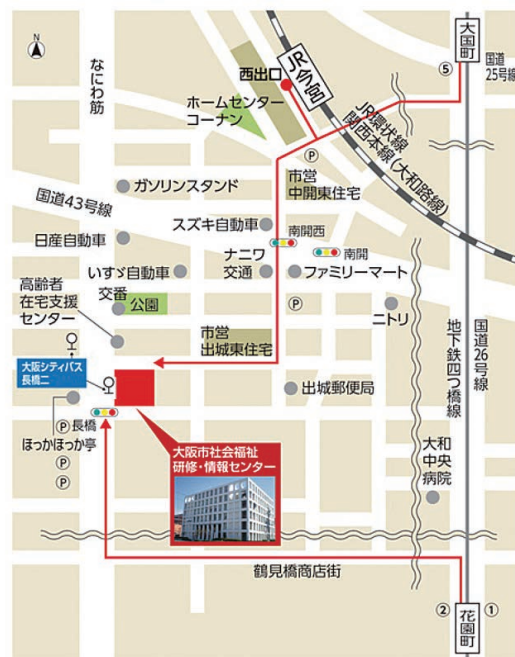 N
なにわ筋
西出口
JR今宮
大国町
⑤
国道
25号線
ホームセンター
コーナン
JR環状線
関西本線(大和路線)
Ⓟ
ガソリンスタンド
市営
中開東住宅
国道43号線
スズキ自動車
日産自動車
南開西
南開
いすゞ自動車
ナニワ
交通
ファミリーマート
高齢者
在宅支援
センター
交番
公園
Ⓟ
ニトリ
市営
出城東住宅
国道26号線
地下鉄四つ橋線
大阪シティバス
長橋二
出城郵便局
長橋
Ⓟ
ほっかほっか亭
Ⓟ
Ⓟ
大阪市社会福祉
研修・情報センター
大和
中央
病院
鶴見橋商店街
②
①
花園町